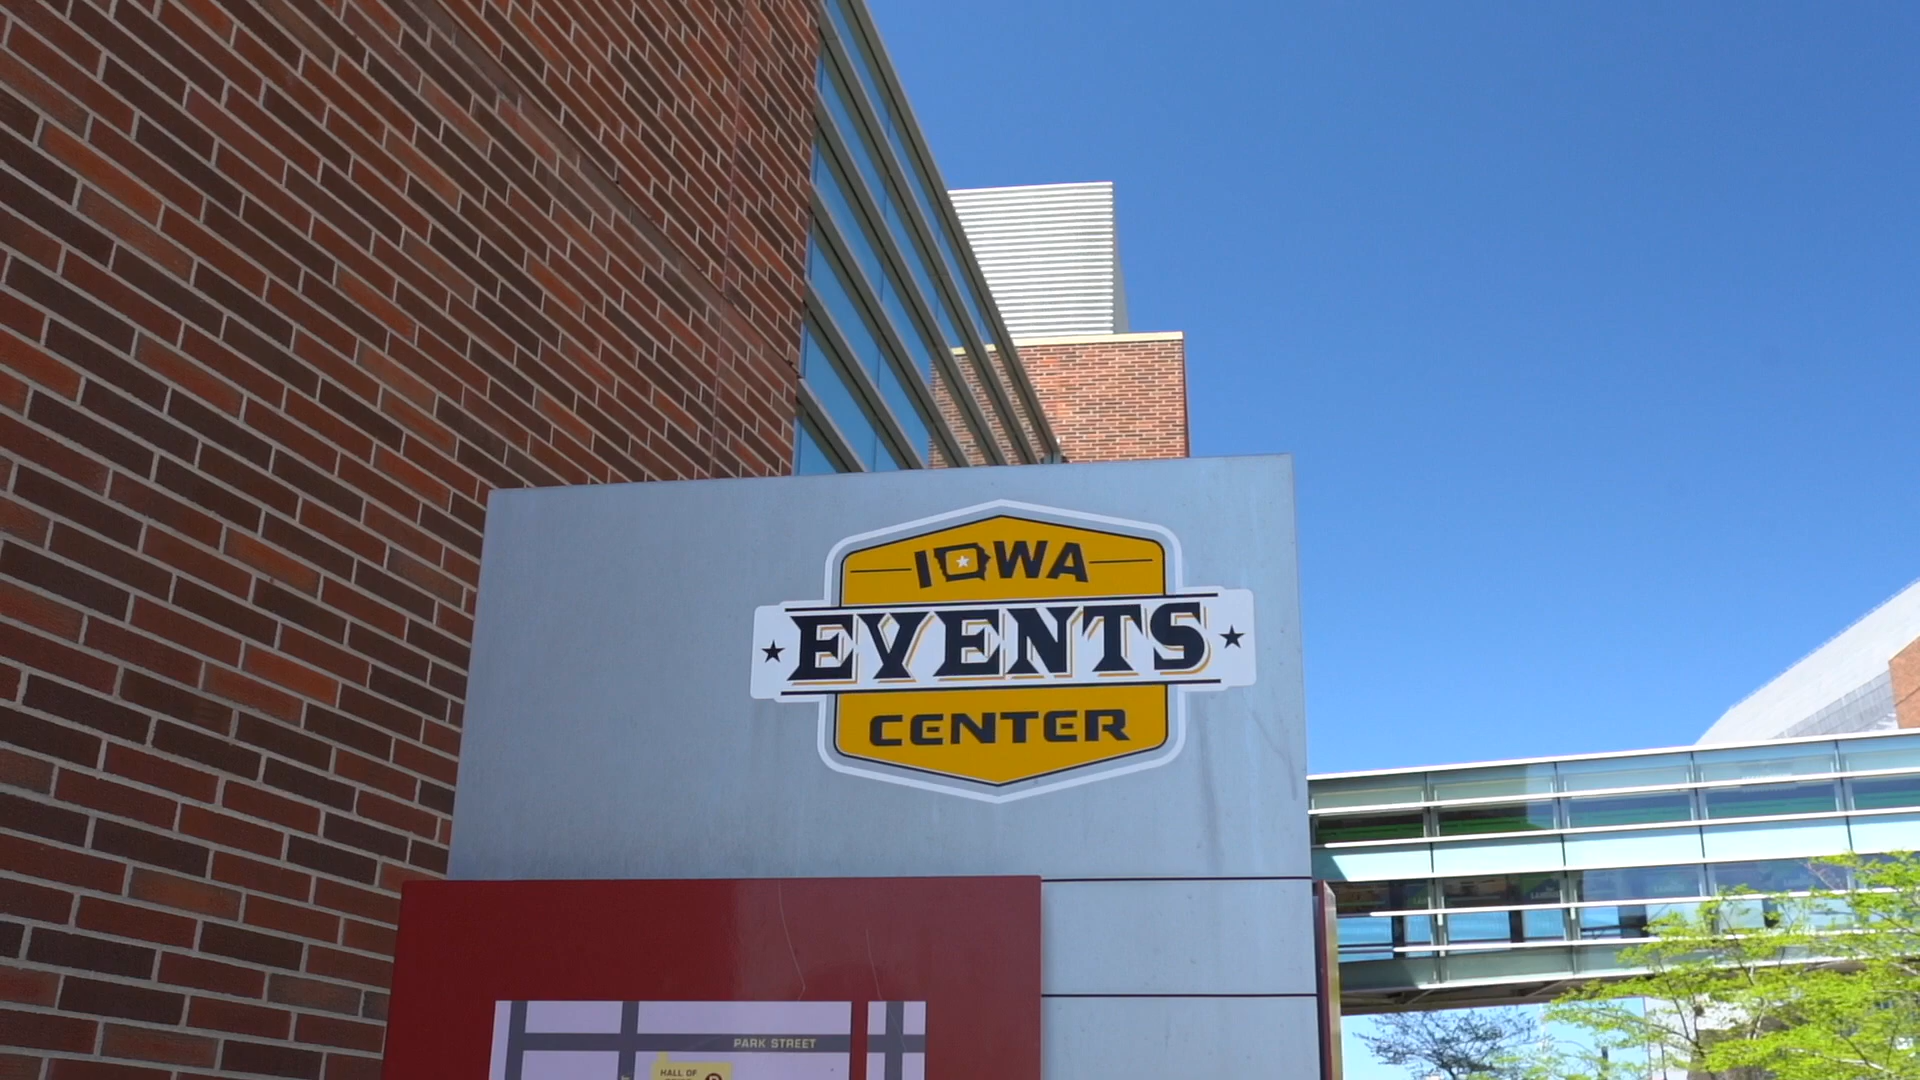 IOWA
EVENTS
CENTER
PARK STREET
HALL OF